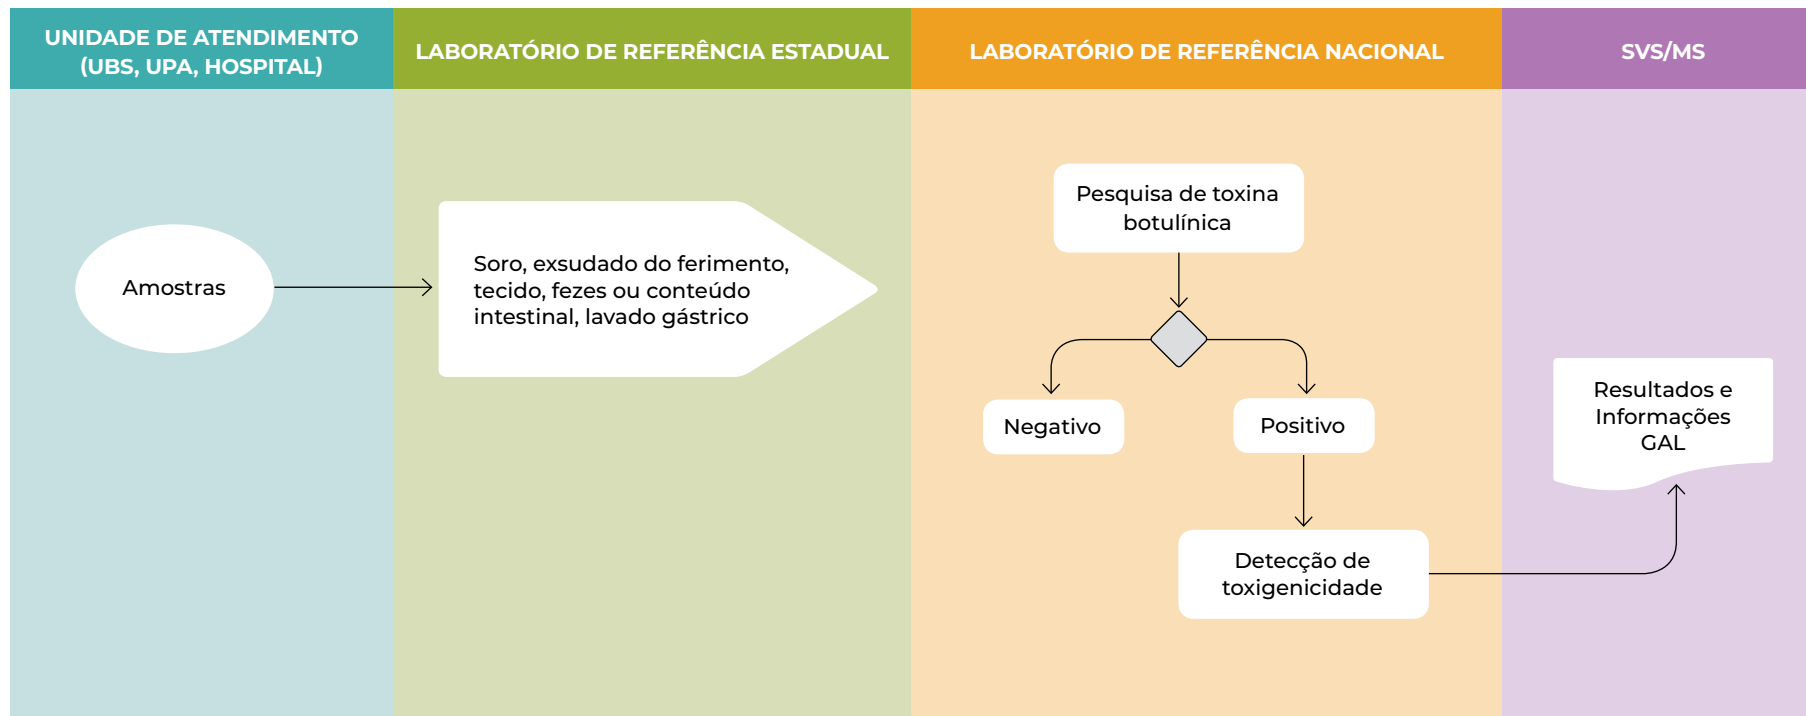 UNIDADE DE ATENDIMENTO
(UBS, UPA, HOSPITAL)
LABORATÓRIO DE REFERÊNCIA ESTADUAL
LABORATÓRIO DE REFERÊNCIA NACIONAL
SVS/MS
Amostras
Soro, exsudado do ferimento,
tecido, fezes ou conteúdo
intestinal, lavado gástrico
Pesquisa de toxina
botulínica
Negativo
Positivo
Detecção de
toxigenicidade
Resultados e
Informações
GAL